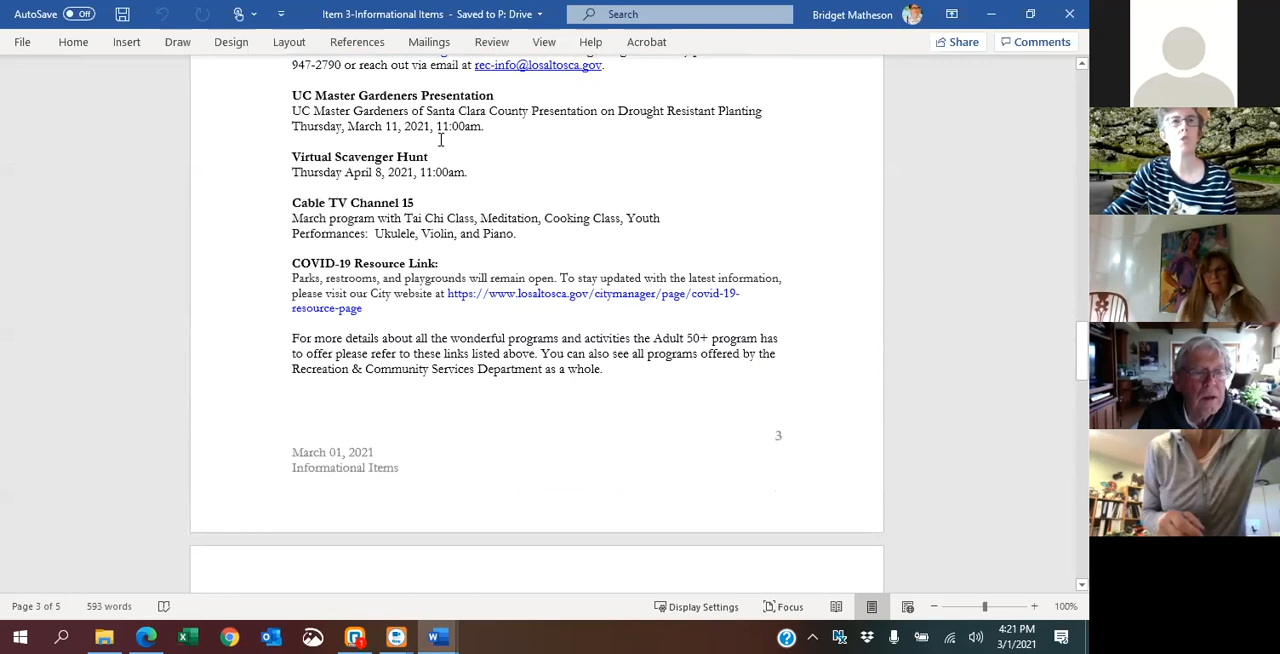 AutoSave Off Item 3-Informational Items - Saved to P: Drive Search Bridget Matheson
File Home Insert Draw Design Layout References Mailings Review View Help Acrobat Share Comments
947-2790 or reach out via email at rec-info@losaltosca.gov.
UC Master Gardeners Presentation
UC Master Gardeners of Santa Clara County Presentation on Drought Resistant Planting
Thursday, March 11, 2021, 11:00am.
Virtual Scavenger Hunt
Thursday April 8, 2021, 11:00am.
Cable TV Channel 15
March program with Tai Chi Class, Meditation, Cooking Class, Youth
Performances: Ukulele, Violin, and Piano.
COVID-19 Resource Link:
Parks, restrooms, and playgrounds will remain open. To stay updated with the latest information,
please visit our City website at https://www.losaltosca.gov/citymanager/page/covid-19-
resource-page
For more details about all the wonderful programs and activities the Adult 50+ program has
to offer please refer to these links listed above. You can also see all programs offered by the
Recreation & Community Services Department as a whole.
3
March 01, 2021
Informational Items
Page 3 of 5 593 words Display Settings Focus 100%
4:21 PM
3/1/2021